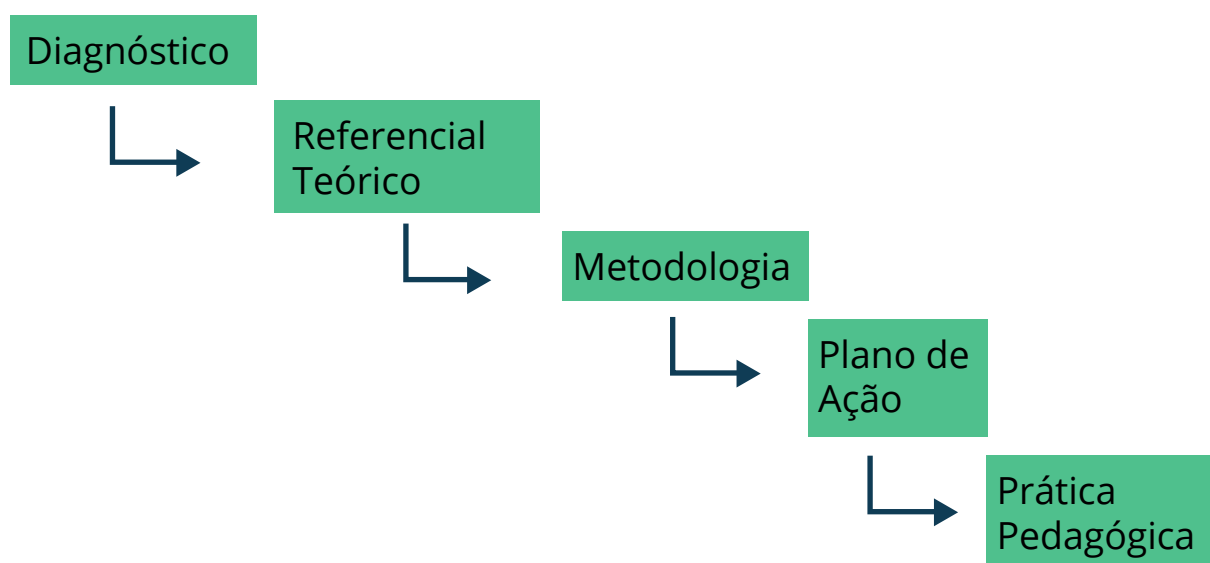 Diagnóstico
Referencial
Teórico
Metodologia
Plano de
Ação
Prática
Pedagógica